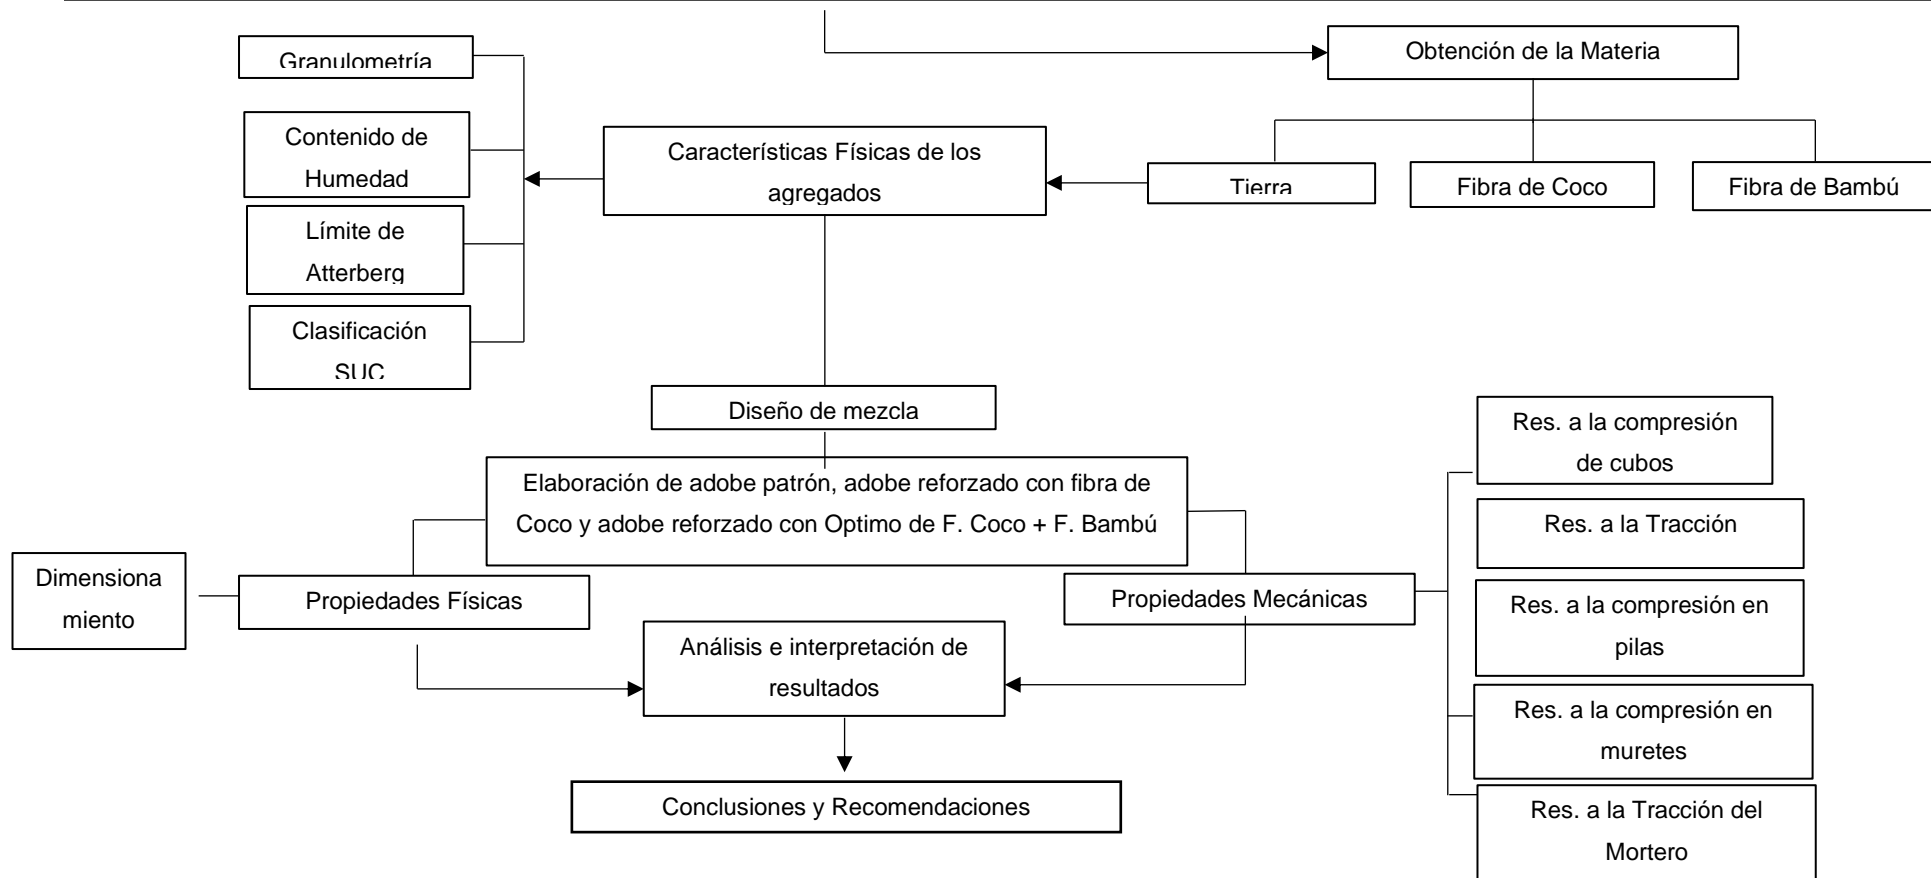 Obtención de la Materia
Granulometría
Contenido de
Humedad
Características Físicas de los
agregados
Tierra
Fibra de Coco
Fibra de Bambú
Límite de
Atterberg
Clasificación
SUC
Diseño de mezcla
Elaboración de adobe patrón, adobe reforzado con fibra de
Coco y adobe reforzado con Optimo de F. Coco + F. Bambú
Dimensiona
miento
Propiedades Físicas
Propiedades Mecánicas
Res. a la compresión
de cubos
Res. a la Tracción
Res. a la compresión en
pilas
Res. a la compresión en
muretes
Res. a la Tracción del
Mortero
Análisis e interpretación de
resultados
Conclusiones y Recomendaciones